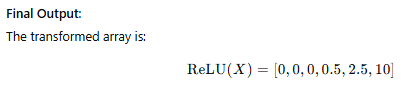 Final Output:
The transformed array is:
ReLU(X) = [0, 0, 0, 0.5, 2.5, 10]